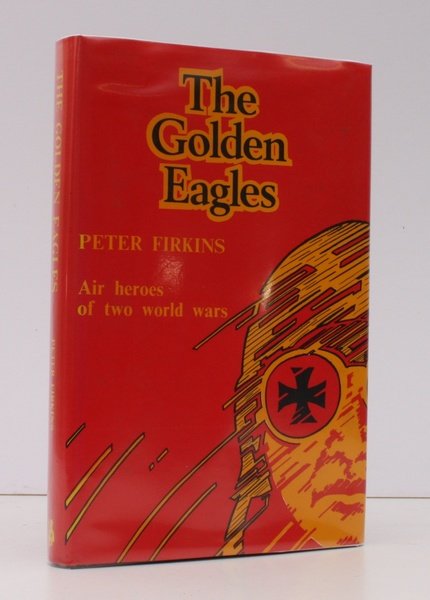 The
Golden
Eagles
PETER FIRKINS
Air heroes
of two world wars
THE GOLDEN EAGLES
PETER FIRKINS